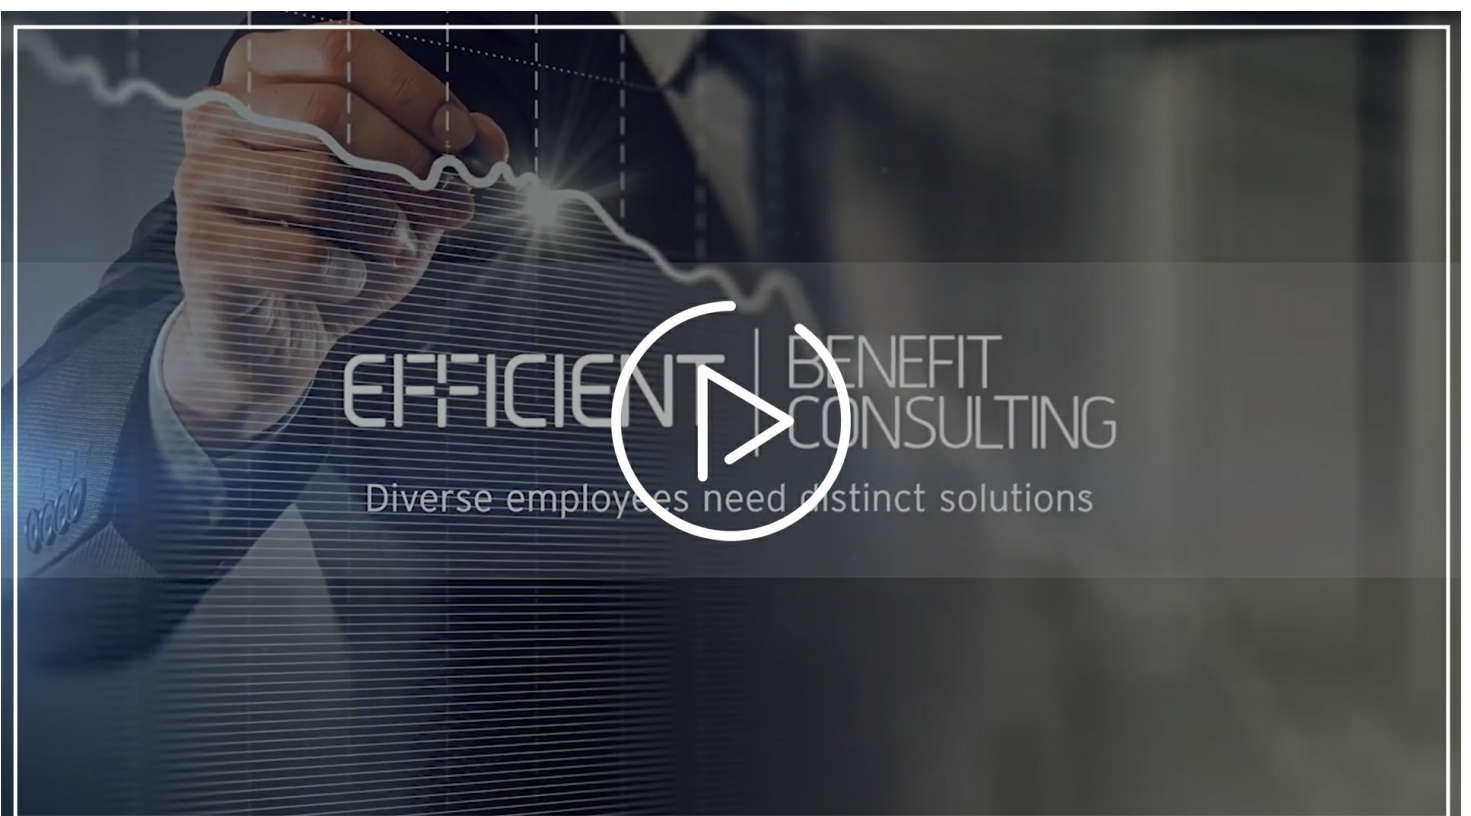 EFFICIENT
BENEFIT
CONSULTING
Diverse employees need distinct solutions